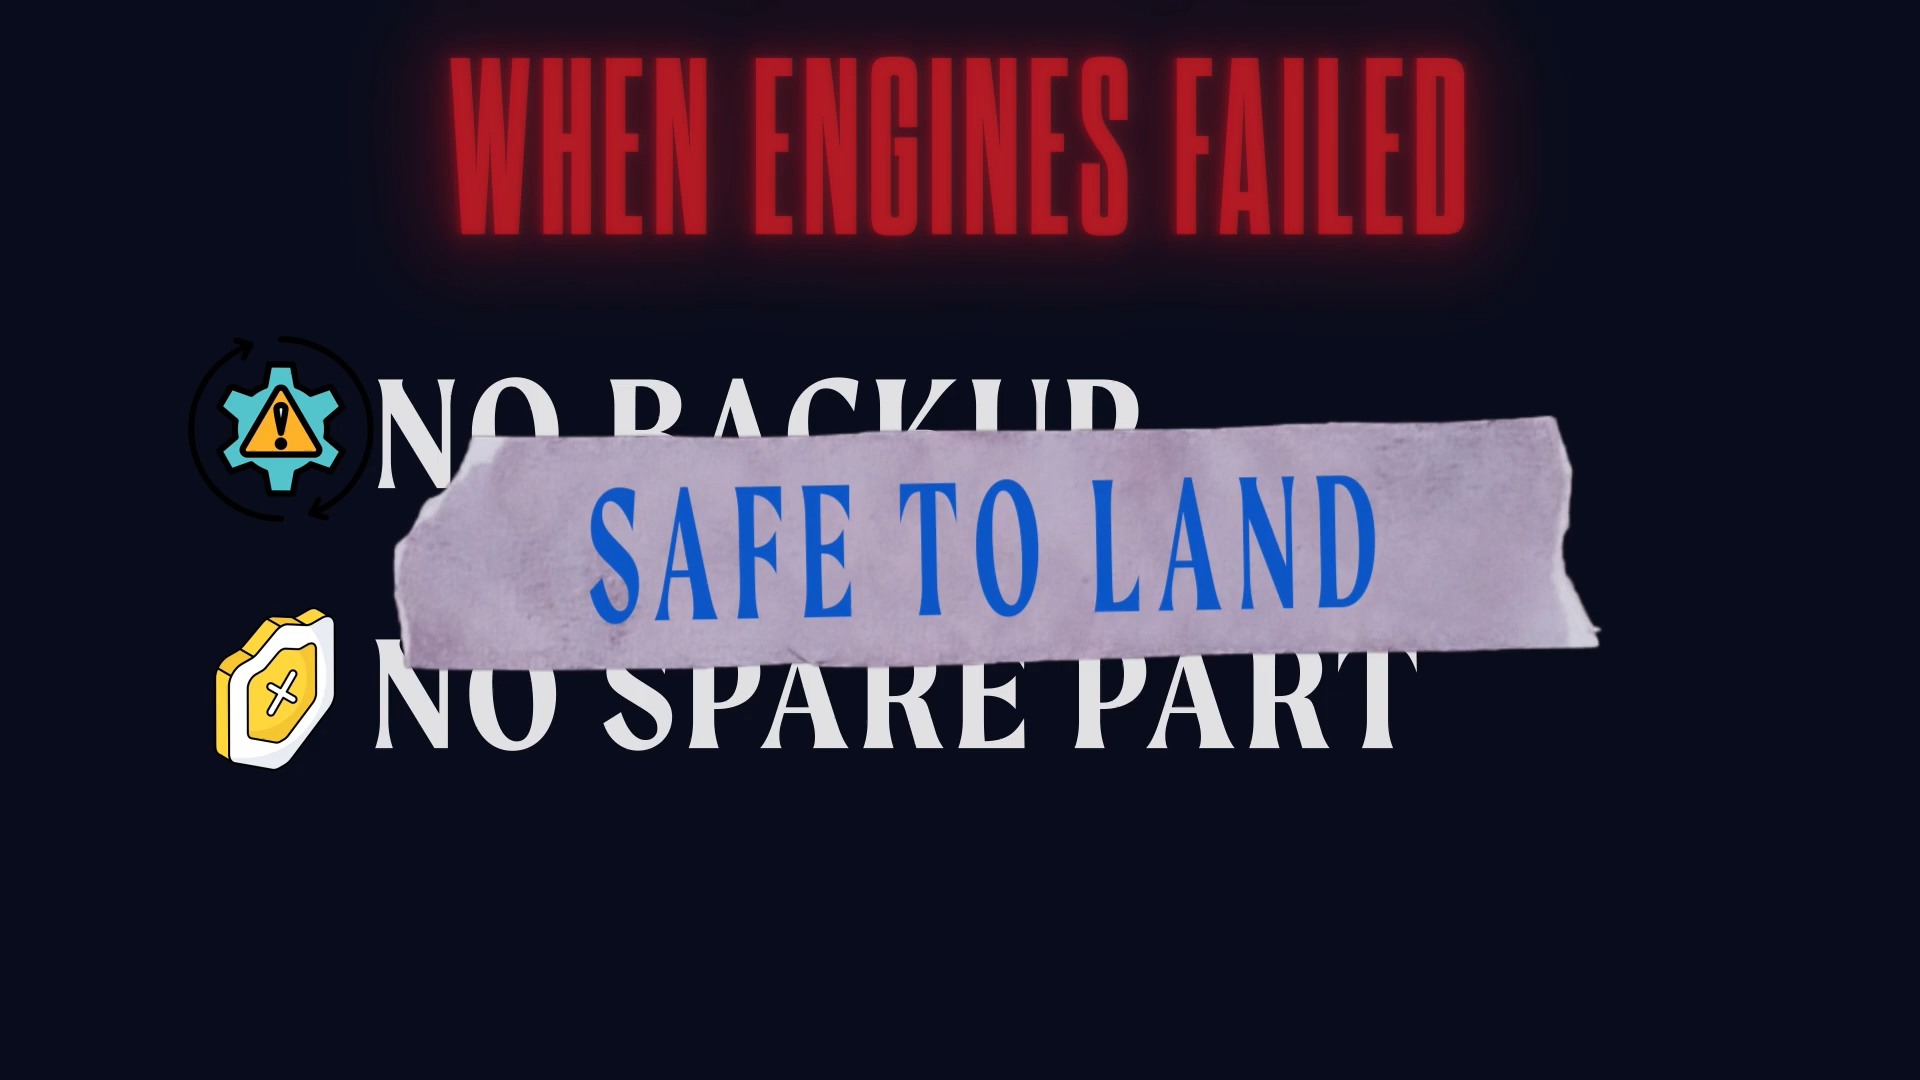 WHEN ENGINES FAILED
NO BACKUP
SAFE TO LAND
NO SPARE PART